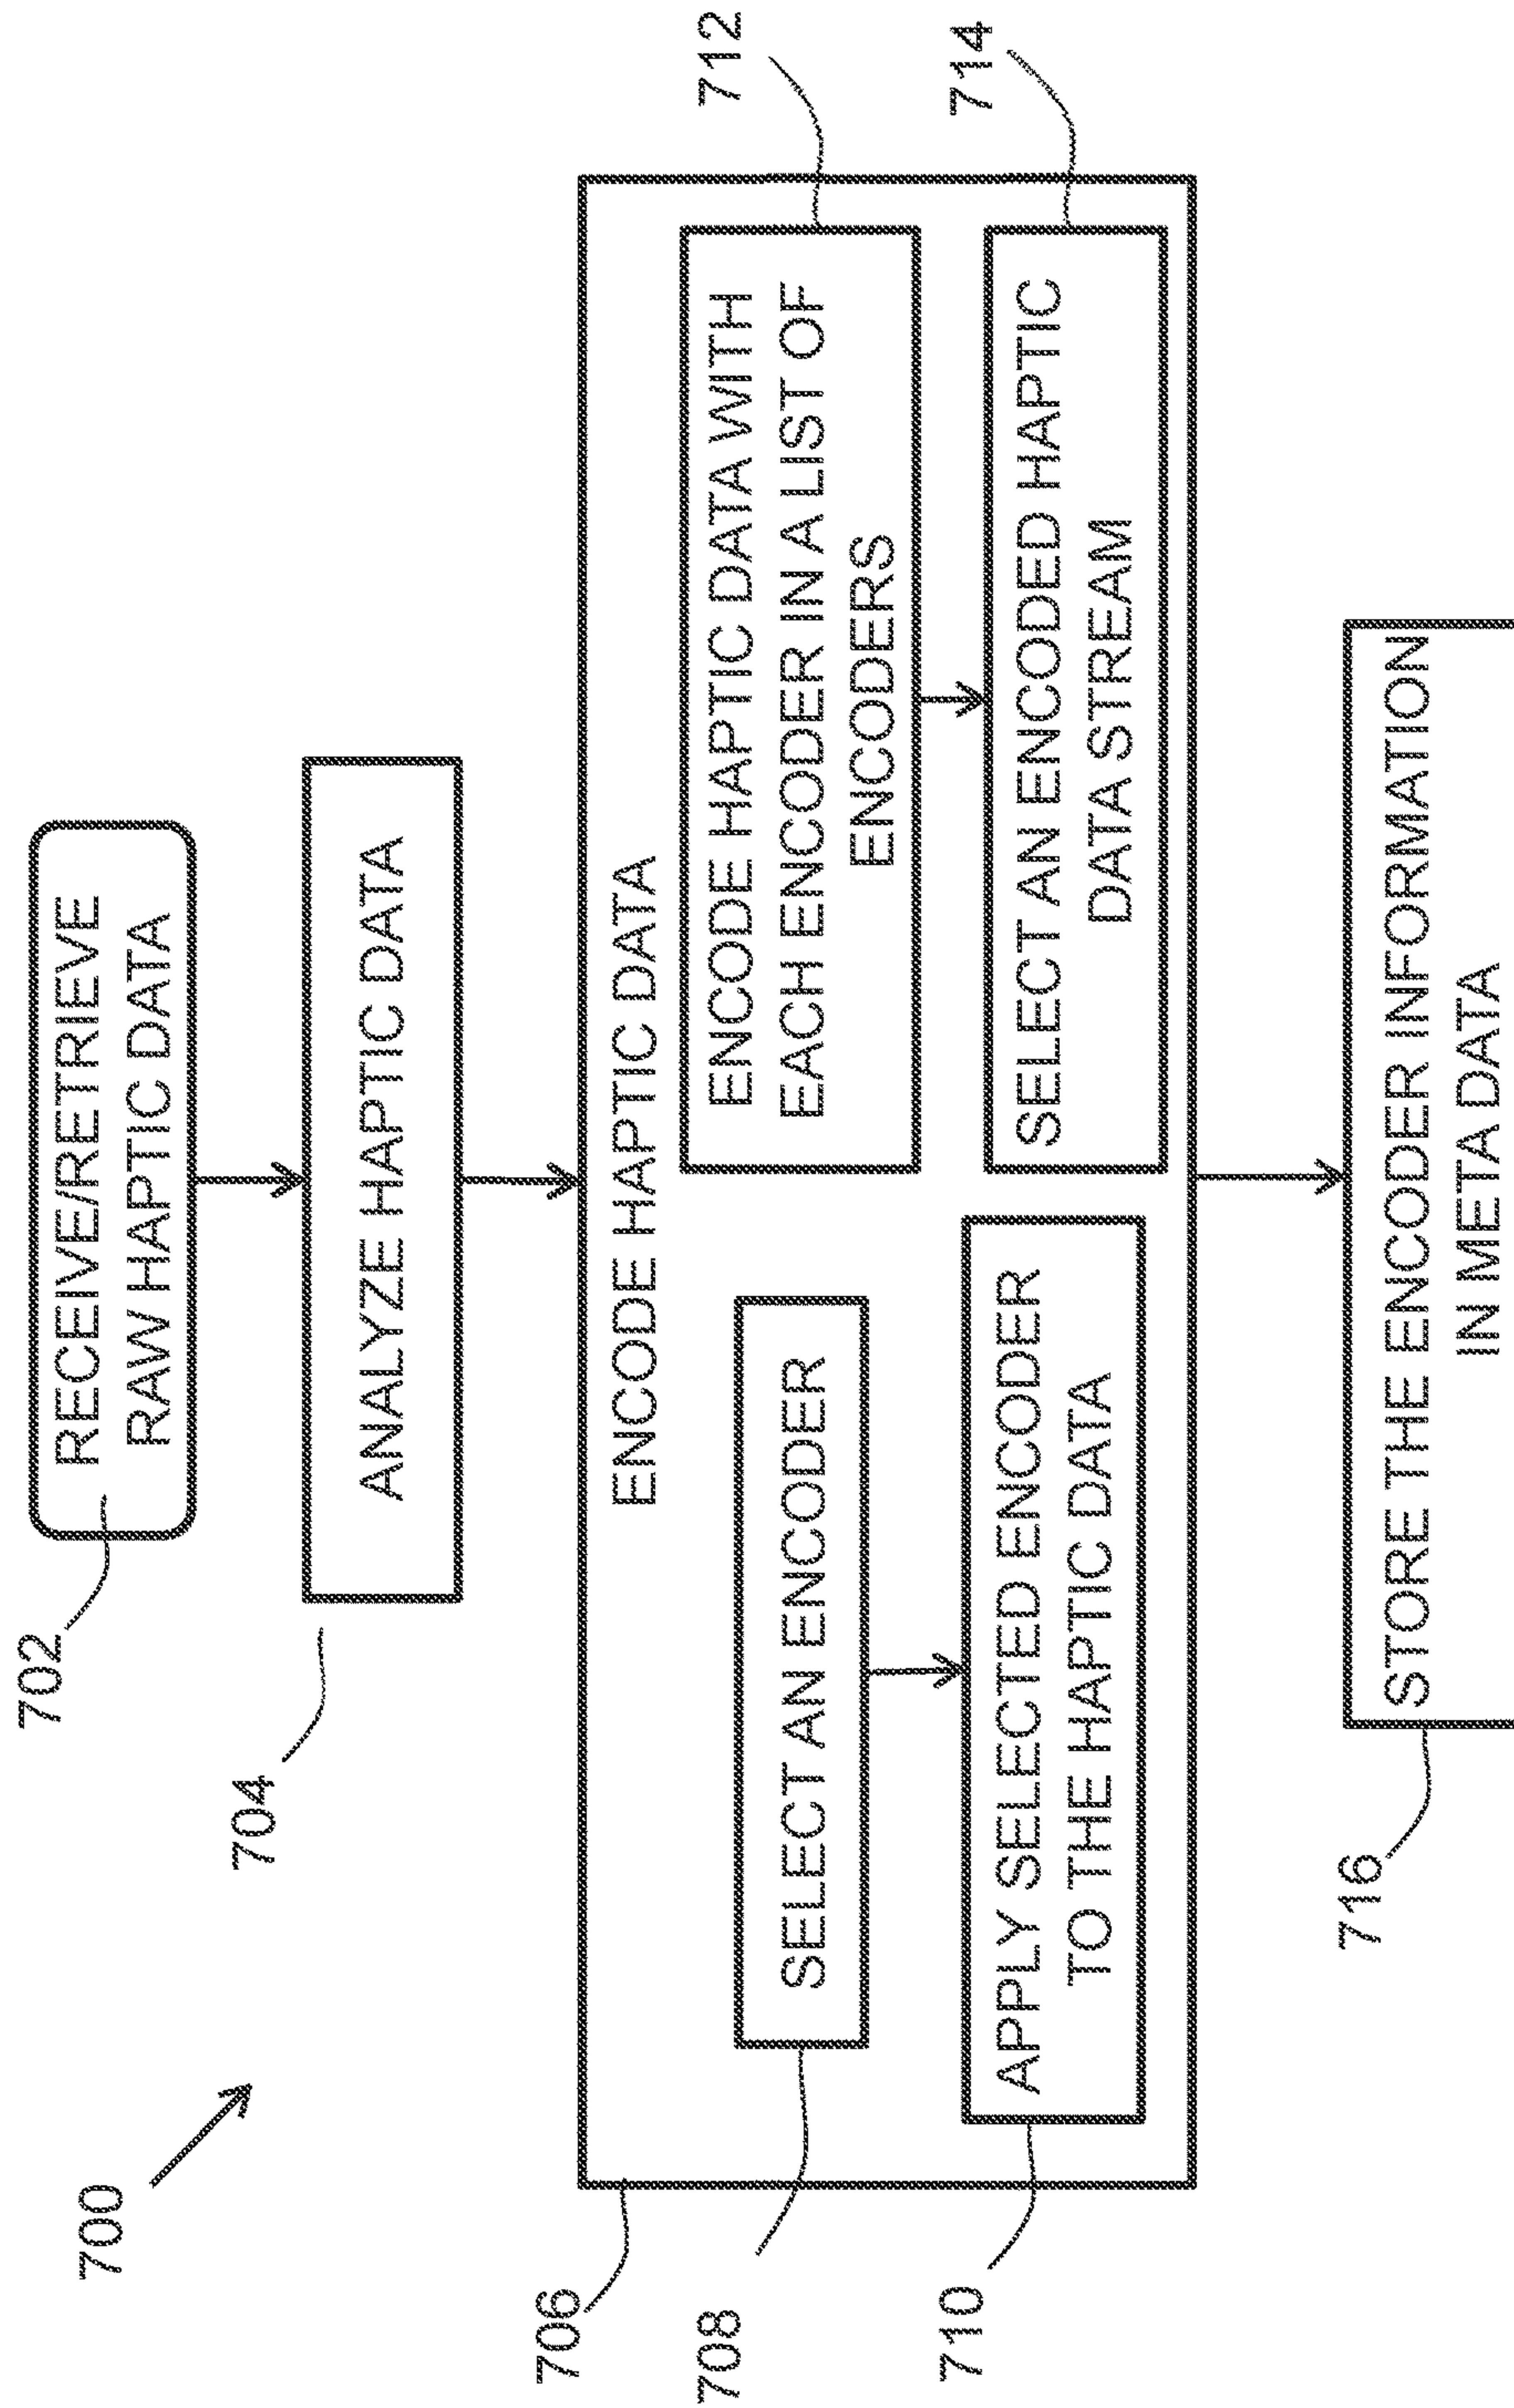 700
702
RECEIVE/RETRIEVE
RAW HAPTIC DATA
704
ANALYZE HAPTIC DATA
706
ENCODE HAPTIC DATA
708
SELECT AN ENCODER
710
APPLY SELECTED ENCODER
TO THE HAPTIC DATA
712
ENCODE HAPTIC DATA WITH
EACH ENCODER IN A LIST OF
ENCODERS
714
SELECT AN ENCODED HAPTIC
DATA STREAM
716
STORE THE ENCODER INFORMATION
IN META DATA